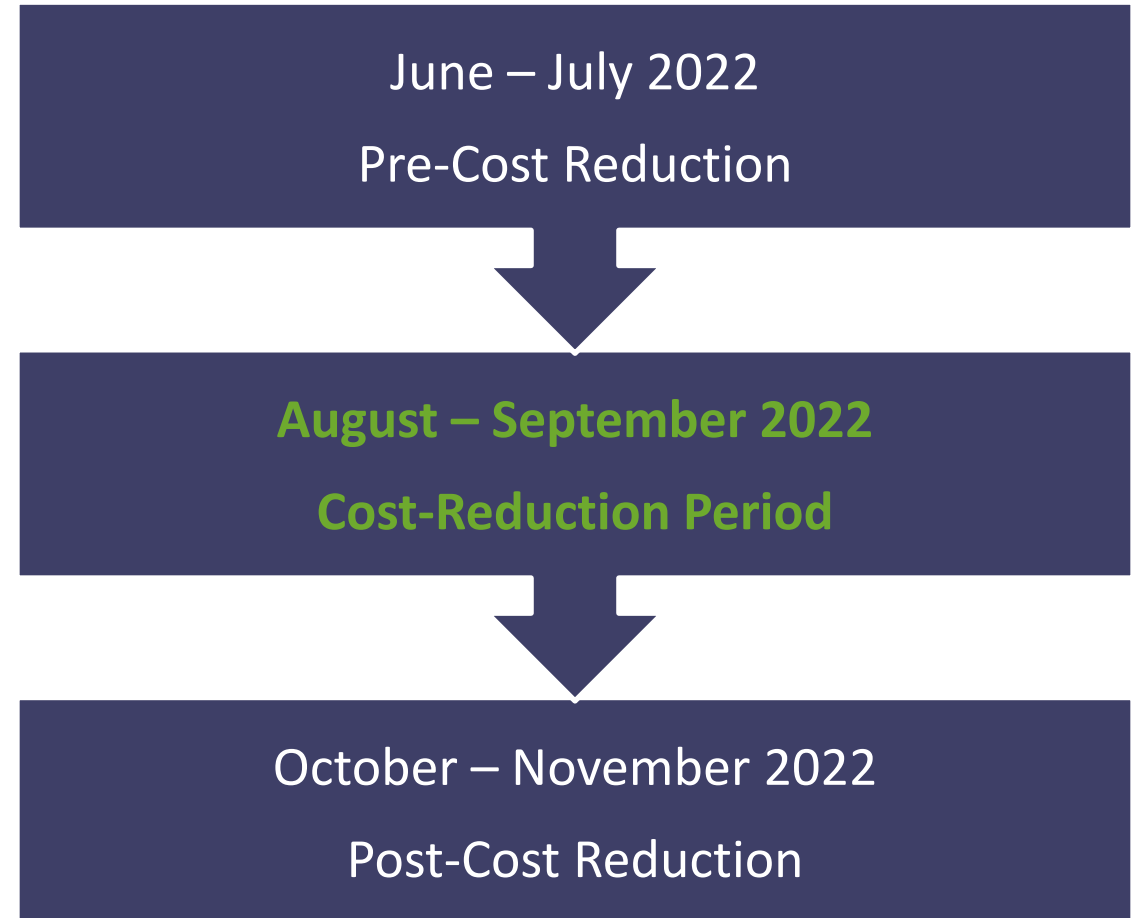 June – July 2022
Pre-Cost Reduction
August – September 2022
Cost-Reduction Period
October – November 2022
Post-Cost Reduction